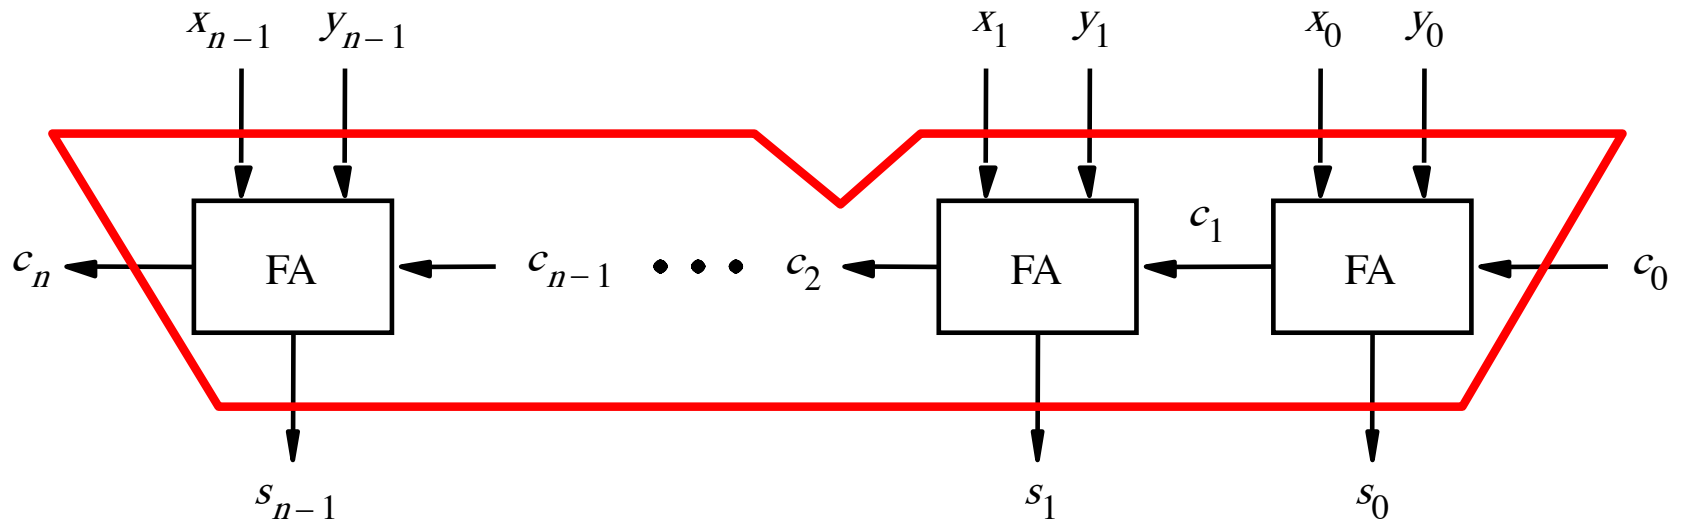 x_{n-1} y_{n-1} x_1 y_1 x_0 y_0
c_1
c_n FA c_{n-1} • • • c_2 FA FA c_0
s_{n-1} s_1 s_0